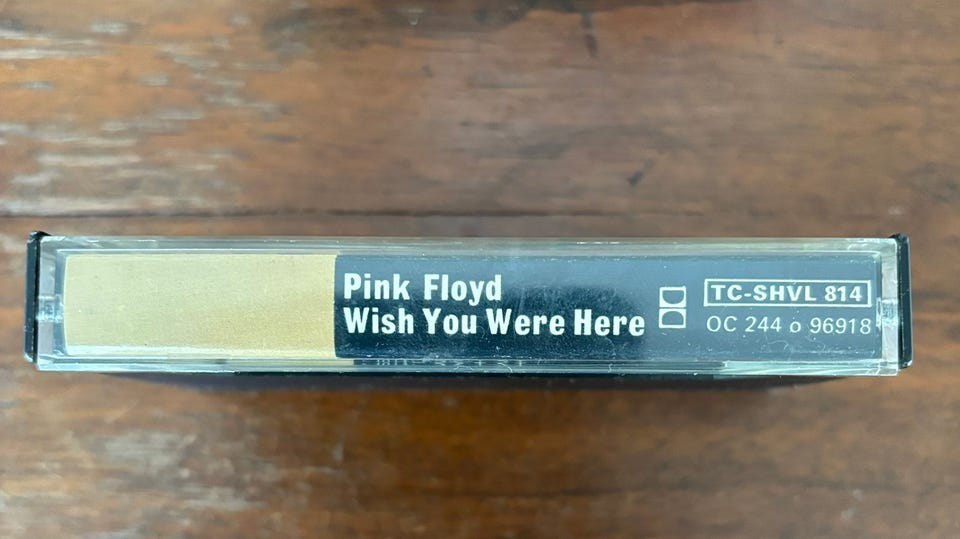 Pink Floyd
Wish You Were Here
TC-SHVL 814
OC 244 o 96918